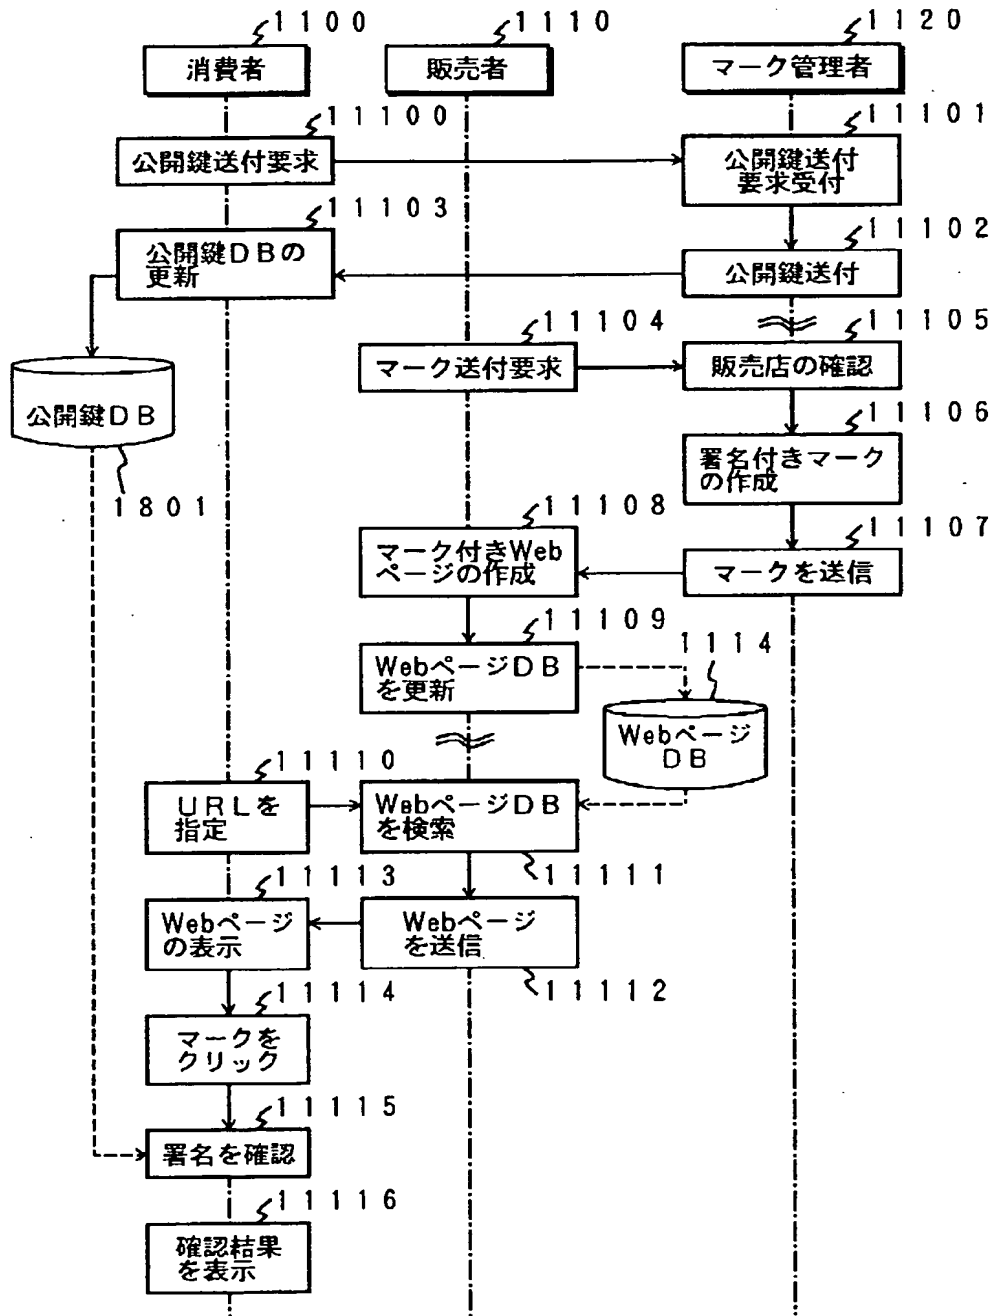 1100
1110
1120
消費者
販売者
マーク管理者
11100
11101
公開鍵送付要求
公開鍵送付
要求受付
11103
11102
公開鍵DBの
更新
公開鍵送付
11104
11105
マーク送付要求
販売店の確認
公開鍵DB
1801
11106
署名付きマーク
の作成
11108
11107
マーク付きWeb
ページの作成
マークを送信
11109
1114
WebページDB
を更新
Webページ
DB
11110
URLを
指定
WebページDB
を検索
11111
11113
Webページ
の表示
Webページ
を送信
11112
11114
マークを
クリック
11115
署名を確認
11116
確認結果
を表示